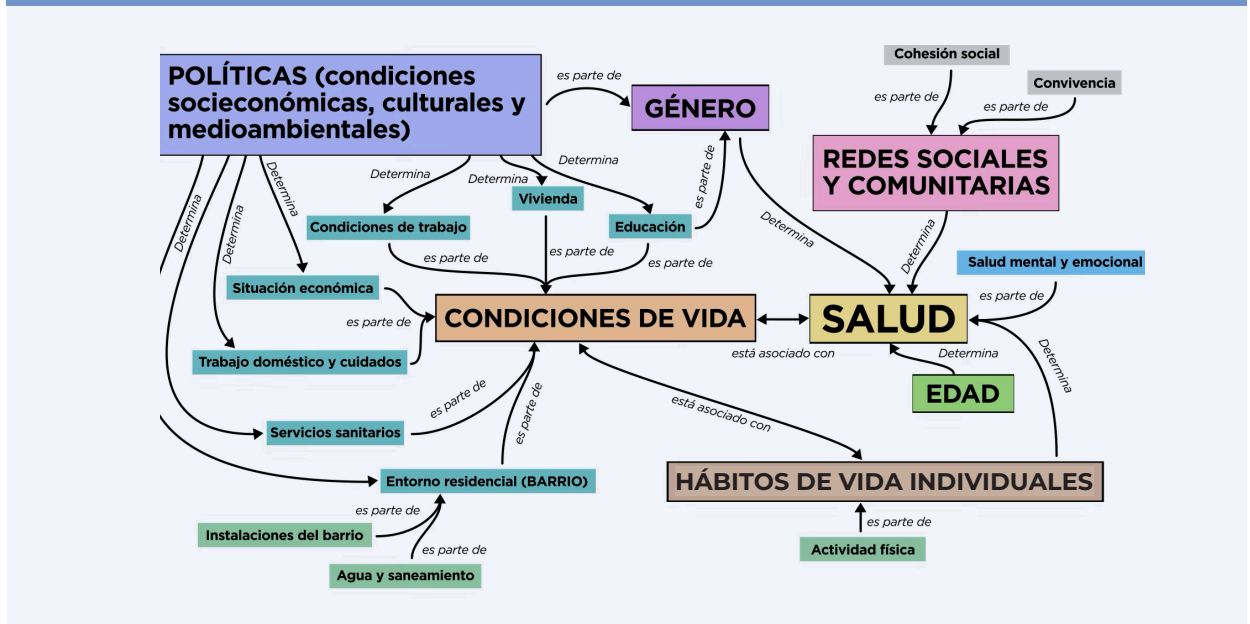 POLÍTICAS (condiciones
socieconómicas, culturales y
medioambientales)
es parte de
GÉNERO
Cohesión social
es parte de
Convivencia
es parte de
REDES SOCIALES
Y COMUNITARIAS
Determina
Determina
Determina
Determina
Determina
Determina
es parte de
Vivienda
Condiciones de trabajo
Educación
Determina
Determina
es parte de
es parte de
es parte de
Salud mental y emocional
es parte de
Situación económica
es parte de
CONDICIONES DE VIDA
SALUD
está asociado con
Determina
Trabajo doméstico y cuidados
EDAD
Determina
es parte de
es parte de
está asociado con
Servicios sanitarios
Entorno residencial (BARRIO)
HÁBITOS DE VIDA INDIVIDUALES
es parte de
Instalaciones del barrio
es parte de
Agua y saneamiento
es parte de
Actividad física